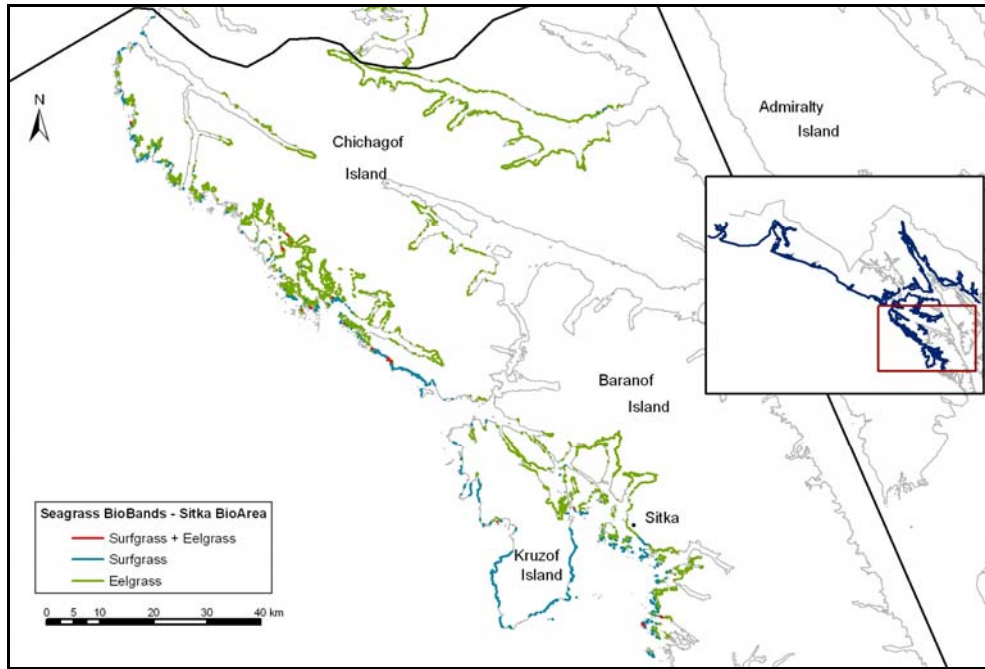 N
Chichagof
Island
Admiralty
Island
Baranof
Island
Sitka
Kruzof
Island
Seagrass BioBands - Sitka BioArea
Surfgrass + Eelgrass
Surfgrass
Eelgrass
0 5 10 20 30 40 km